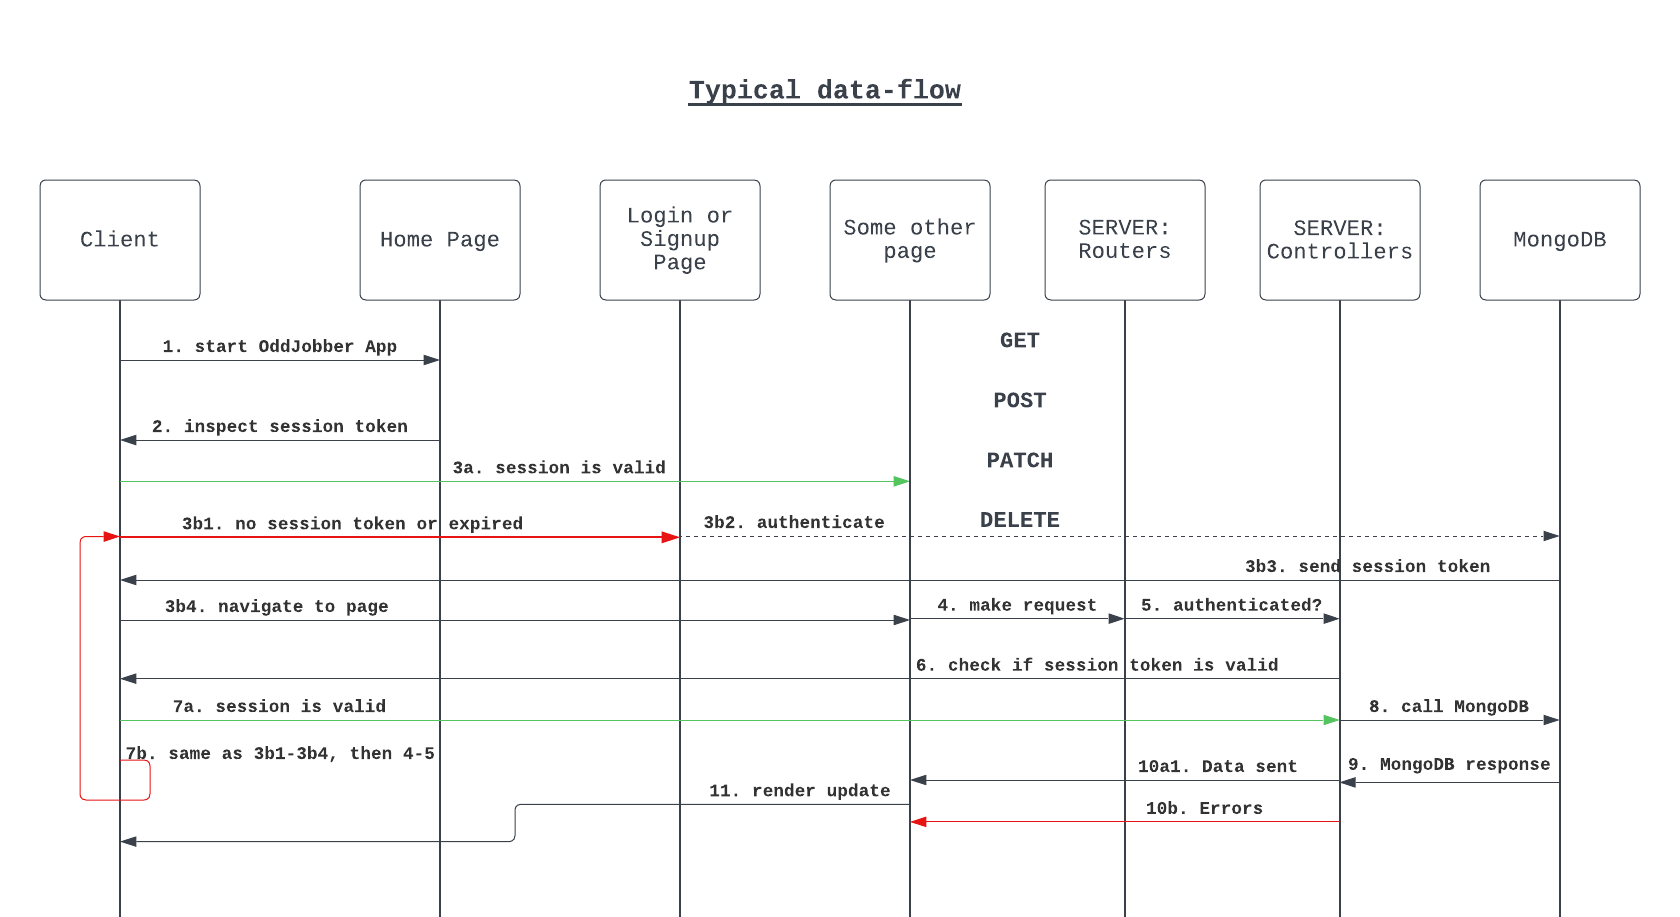 Typical data-flow
Client
Home Page
Login or
Signup
Page
Some other
page
SERVER:
Routers
SERVER:
Controllers
MongoDB
1. start OddJobber App
GET
POST
2. inspect session token
PATCH
3a. session is valid
DELETE
3b1. no session token or expired
3b2. authenticate
3b3. send session token
3b4. navigate to page
4. make request
5. authenticated?
6. check if session token is valid
7a. session is valid
8. call MongoDB
7b. same as 3b1-3b4, then 4-5
9. MongoDB response
10a1. Data sent
11. render update
10b. Errors